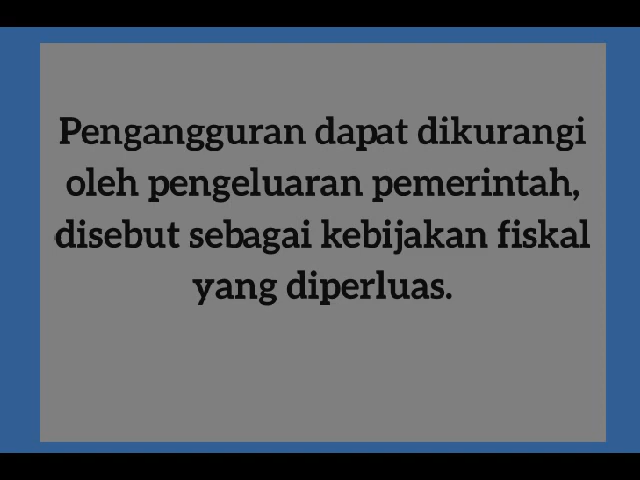 Pengangguran dapat dikurangi
oleh pengeluaran pemerintah,
disebut sebagai kebijakan fiskal
yang diperluas.